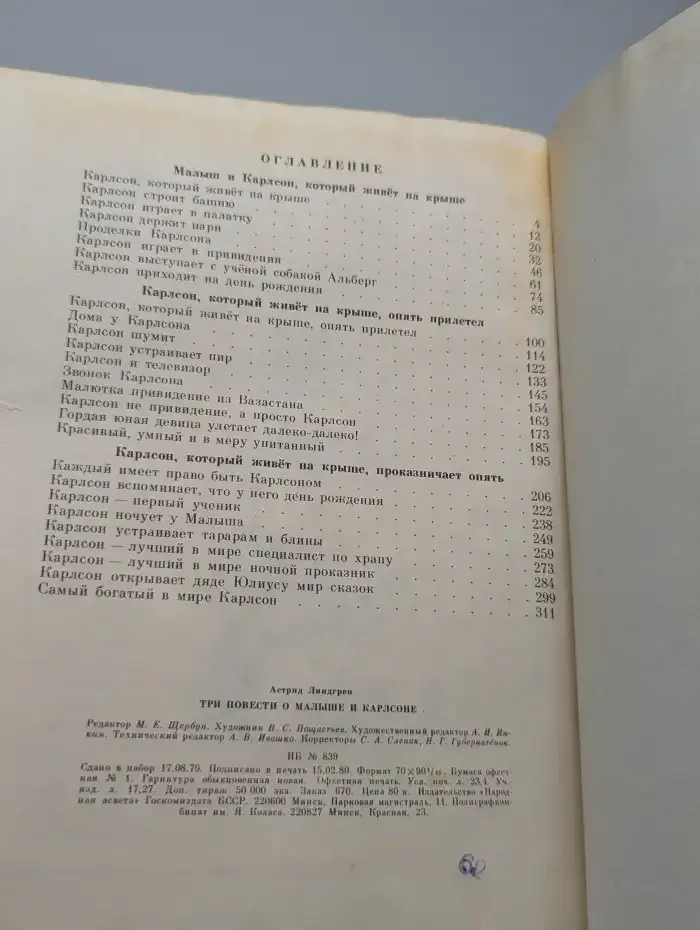 ОГЛАВЛЕНИЕ
Малыш и Карлсон, который живёт на крыше
Карлсон, который живёт на крыше 4
Карлсон строит башню 12
Карлсон играет в палатку 20
Карлсон держит пари 32
Проделки Карлсона 46
Карлсон играет в привидения 61
Карлсон выступает с учёной собакой Альберг 74
Карлсон приходит на день рождения 85
Карлсон, который живёт на крыше, опять прилетел
Карлсон, который живёт на крыше, опять прилетел 100
Дома у Карлсона 114
Карлсон шумит 122
Карлсон устраивает пир 133
Карлсон и телевизор 145
Звонок Карлсона 154
Малютка привидение из Вазастана 163
Карлсон не привидение, а просто Карлсон 173
Гордая юная девица улетает далеко-далеко! 185
Красивый, умный и в меру упитанный 195
Карлсон, который живёт на крыше, проказничает опять
Каждый имеет право быть Карлсоном 206
Карлсон вспоминает, что у него день рождения 222
Карлсон — первый ученик 238
Карлсон ночует у Малыша 249
Карлсон устраивает тарарам и блины 259
Карлсон — лучший в мире специалист по храпу 273
Карлсон — лучший в мире ночной проказник 284
Карлсон открывает дяде Юлиусу мир сказок 299
Самый богатый в мире Карлсон 311
Астрид Линдгрен
ТРИ ПОВЕСТИ О МАЛЫШЕ И КАРЛСОНЕ
Редактор М. Е. Щербун. Художник В. С. Пощастьев. Художественный редактор А. И.
Технический редактор А. В. Ивашко. Корректоры С. А. Слепак, Н. Г. Губернатёнок.
ИБ № 839
Сдано в набор 17.08.79. Подписано в печать 15.02.80. Формат 70×90 1/16. Бумага офсет-
ная № 1. Гарнитура обыкновенная новая. Офсетная печать. Усл. печ. л. 23,4. Уч.-
изд. л. 17,27. Доп. тираж 50 000 экз. Заказ 670. Цена 80 к. Издательство «Народ-
ная асвета» Госкомиздата БССР. 220600 Минск, Парковая магистраль, 11. Полиграфком-
бинат им. Я. Коласа. 220827 Минск, Красная, 23.